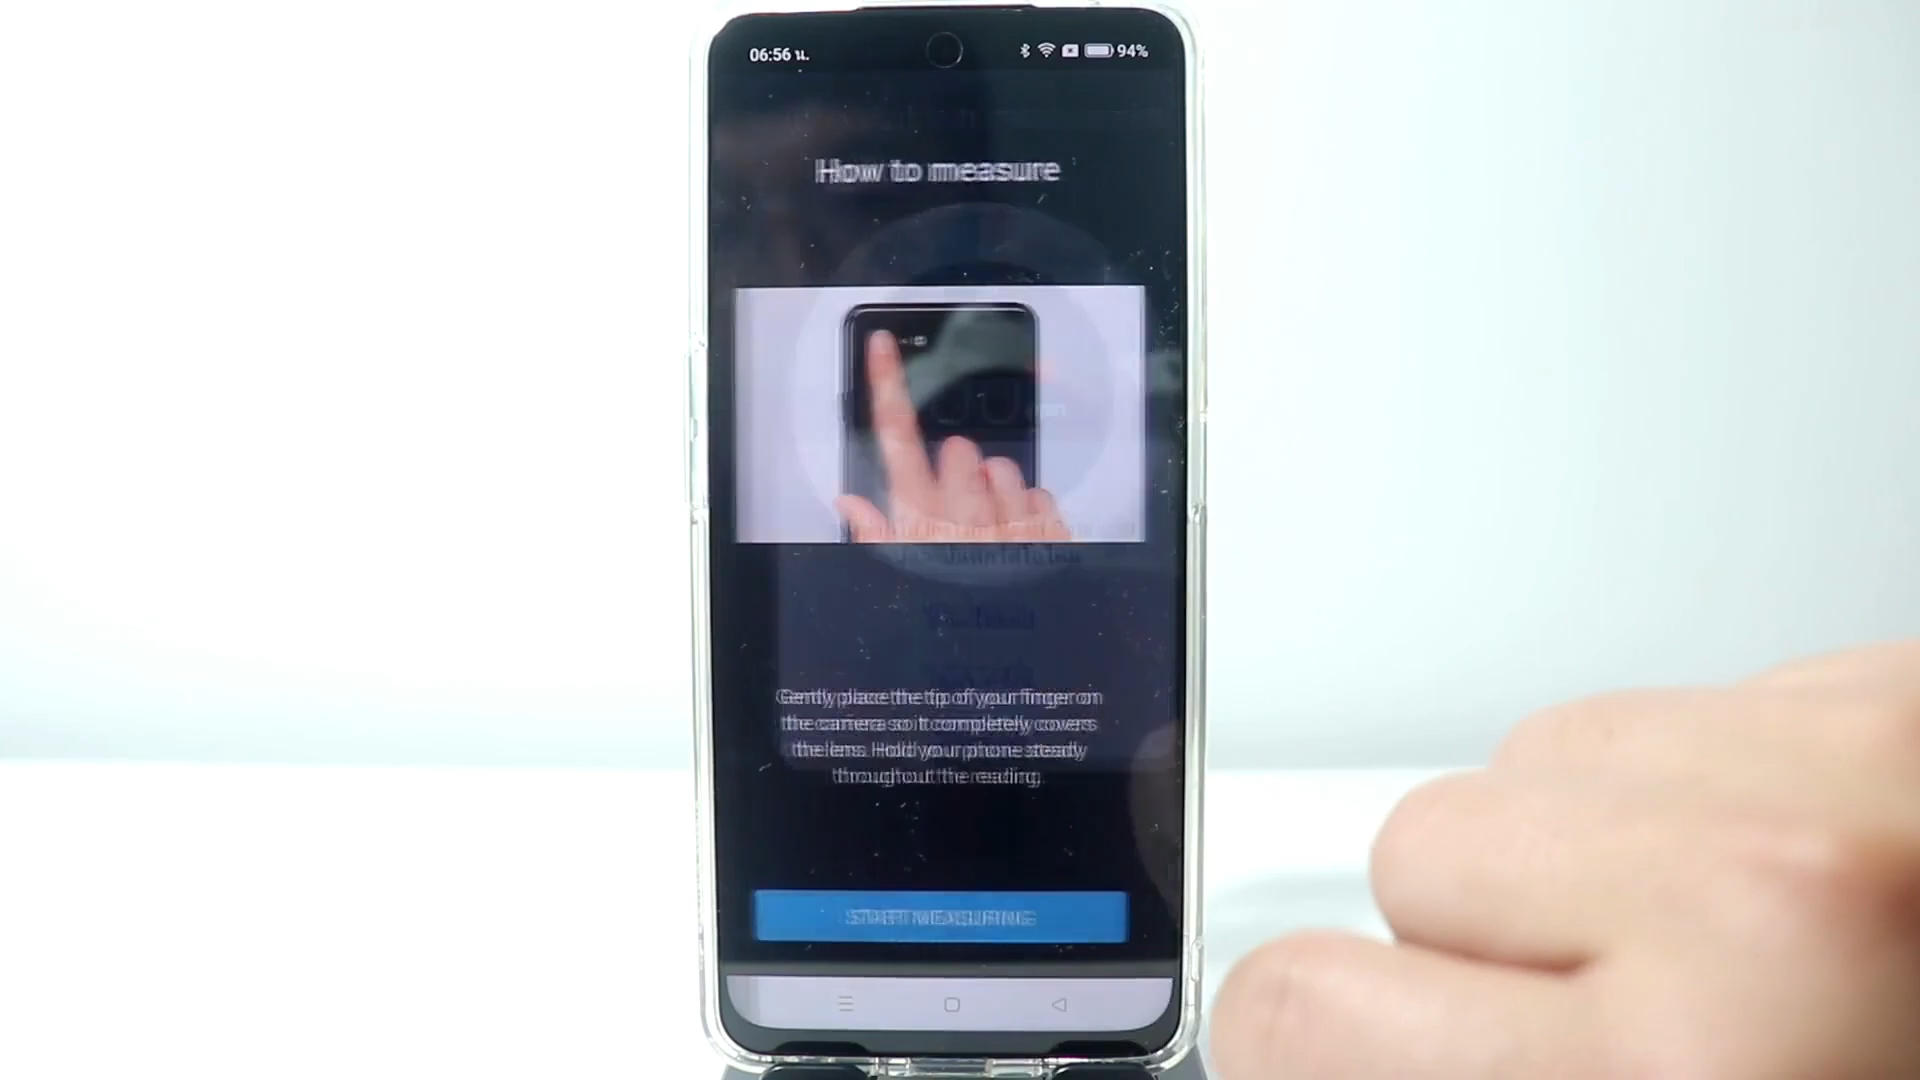 06:56 น.
94%
How to measure
Gently place the tip of your finger on
the camera so it completely covers
the lens. Hold your phone steady
throughout the reading.
START MEASURING